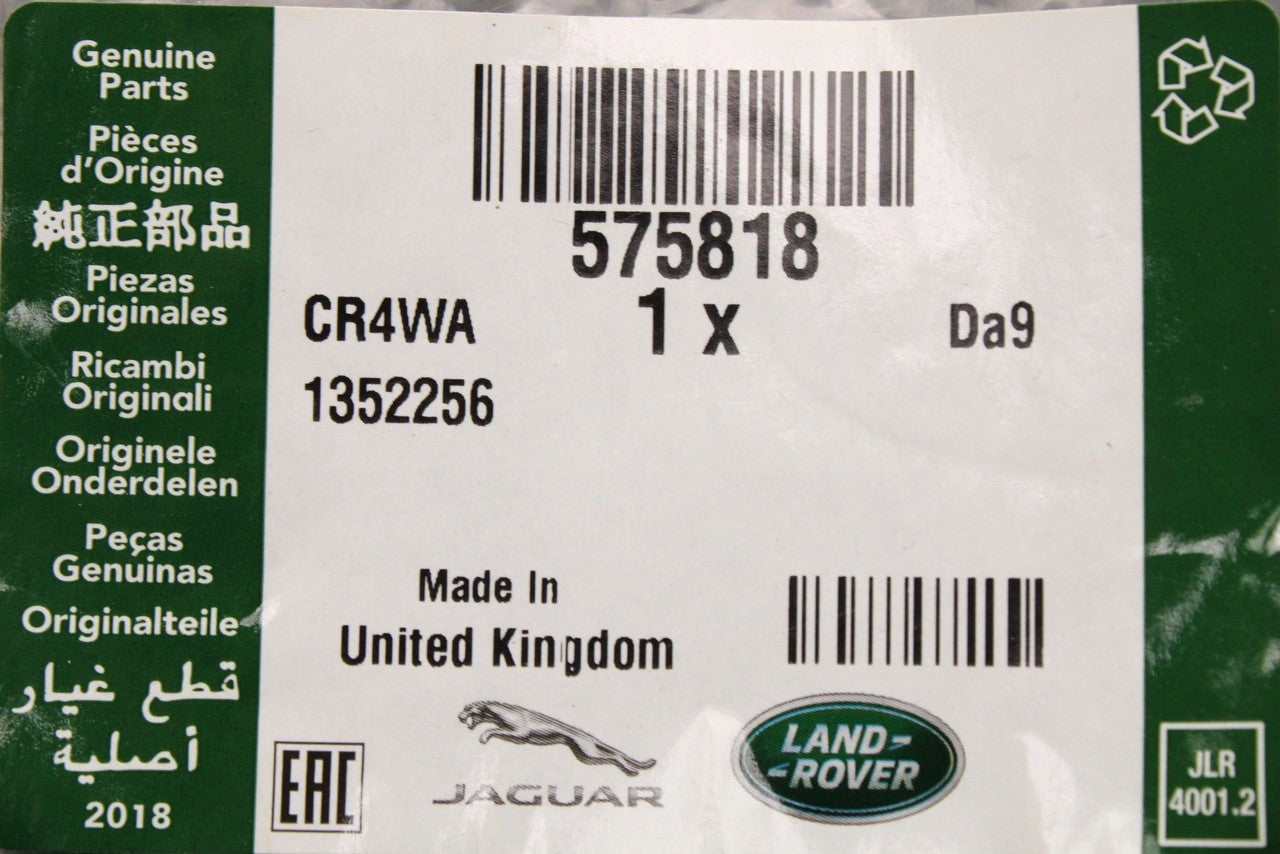 Genuine
Parts
Pièces
d'Origine
純正部品
Piezas
Originales
Ricambi
Originali
Originele
Onderdelen
Peças
Genuinas
Originalteile
قطع غيار
أصلية
2018
575818
CR4WA
1 x
Da9
1352256
Made In
United Kingdom
EAC
JAGUAR
LAND-
-ROVER
JLR
4001.2